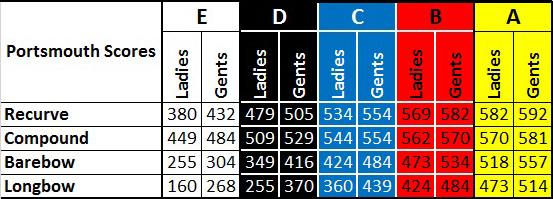 E D C B A
Portsmouth Scores Ladies Gents Ladies Gents Ladies Gents Ladies Gents Ladies Gents
Recurve 380 432 479 505 534 554 569 582 582 592
Compound 449 484 509 529 544 554 562 570 570 581
Barebow 255 304 349 416 424 484 473 534 518 557
Longbow 160 268 255 370 360 439 424 484 473 514